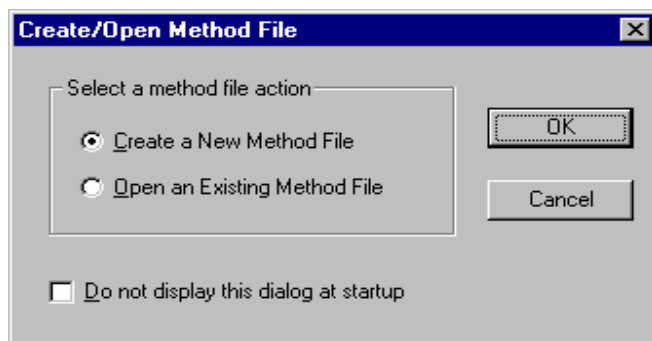 Create/Open Method File
Select a method file action
Create a New Method File
Open an Existing Method File
OK
Cancel
Do not display this dialog at startup